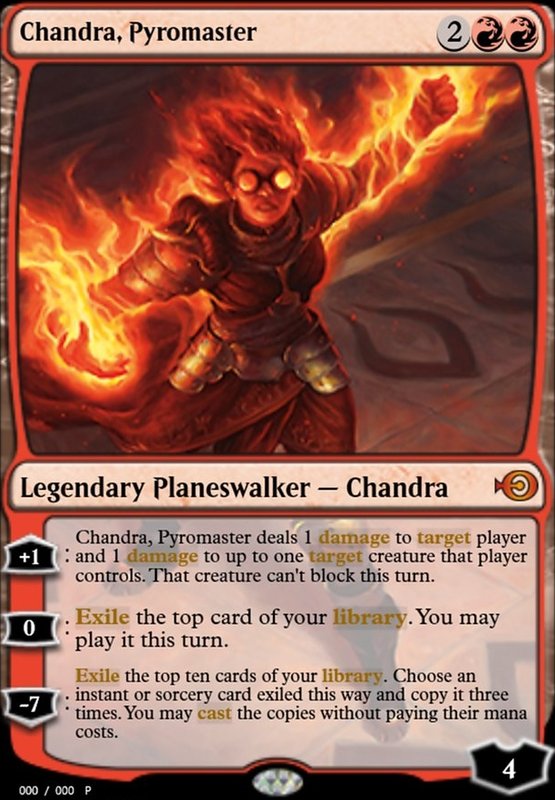 Chandra, Pyromaster 2
Legendary Planeswalker — Chandra
Chandra, Pyromaster deals 1 damage to target player
+1: and 1 damage to up to one target creature that player
controls. That creature can't block this turn.
0: Exile the top card of your library. You may
play it this turn.
Exile the top ten cards of your library. Choose an
-7: instant or sorcery card exiled this way and copy it three
times. You may cast the copies without paying their mana
costs.
4
000 / 000 P